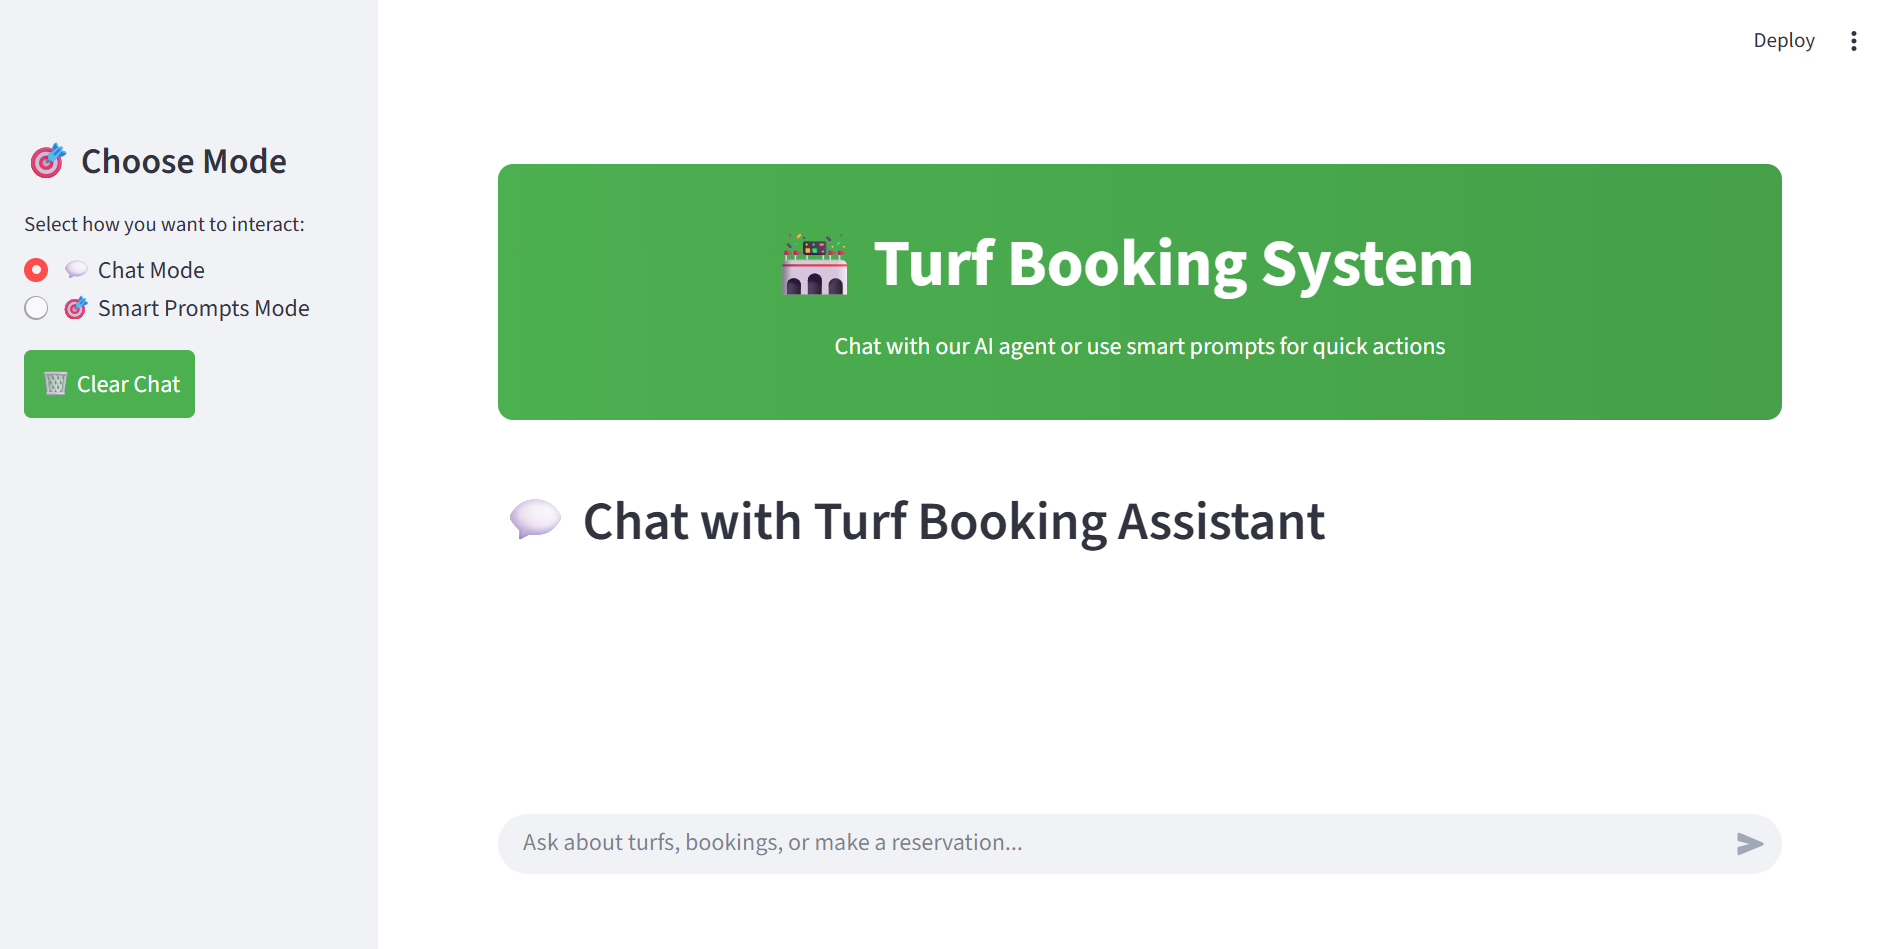 Deploy
Choose Mode
Select how you want to interact:
Chat Mode
Smart Prompts Mode
Clear Chat
Turf Booking System
Chat with our AI agent or use smart prompts for quick actions
Chat with Turf Booking Assistant
Ask about turfs, bookings, or make a reservation...